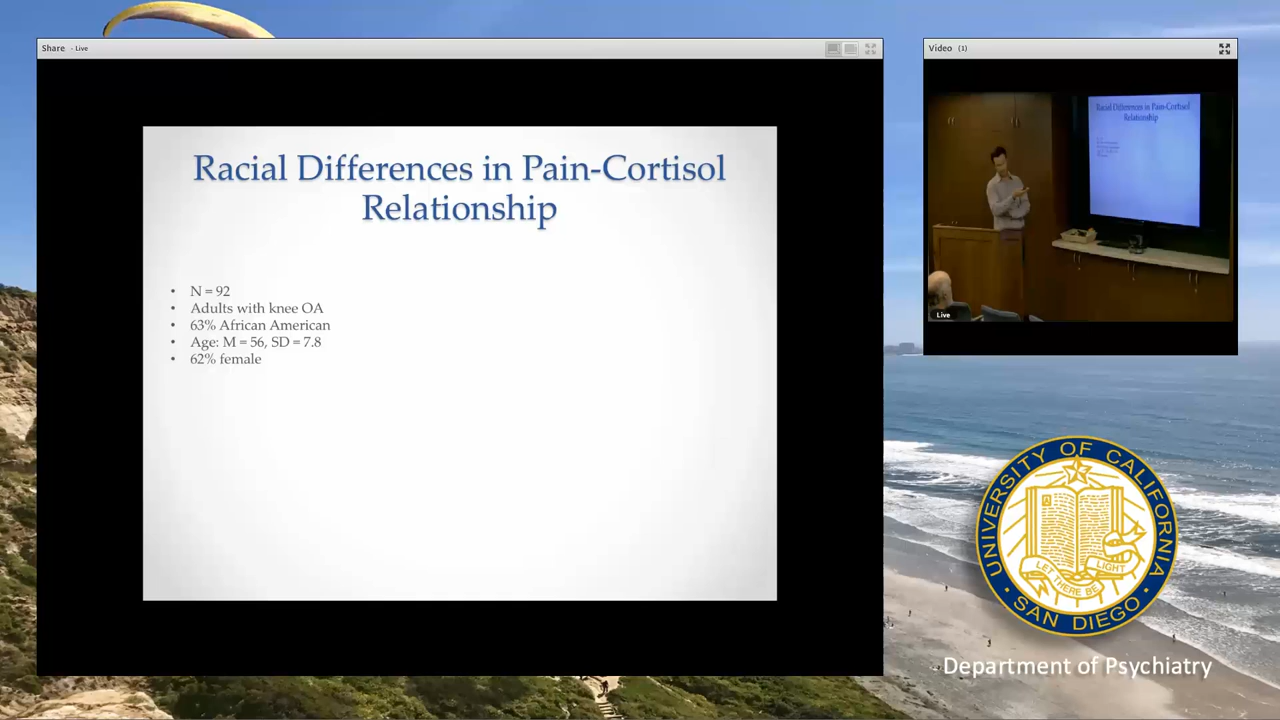 Share - Live
Racial Differences in Pain-Cortisol
Relationship
• N = 92
• Adults with knee OA
• 63% African American
• Age: M = 56, SD = 7.8
• 62% female
Video (1)
Racial Differences in Pain-Cortisol
Relationship
Live
UNIVERSITY OF CALIFORNIA
LET THERE BE LIGHT
• SAN DIEGO •
Department of Psychiatry